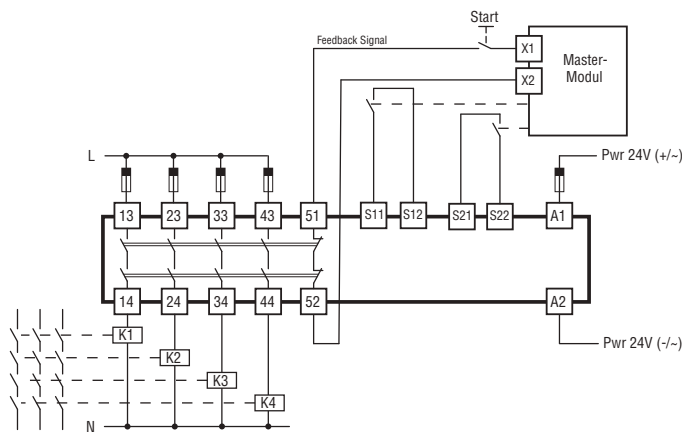 Start
Feedback Signal
X1
Master-
Modul
X2
L
Pwr 24V (+/~)
13
23
33
43
51
S11
S12
S21
S22
A1
14
24
34
44
52
A2
K1
K2
K3
K4
Pwr 24V (-/~)
N